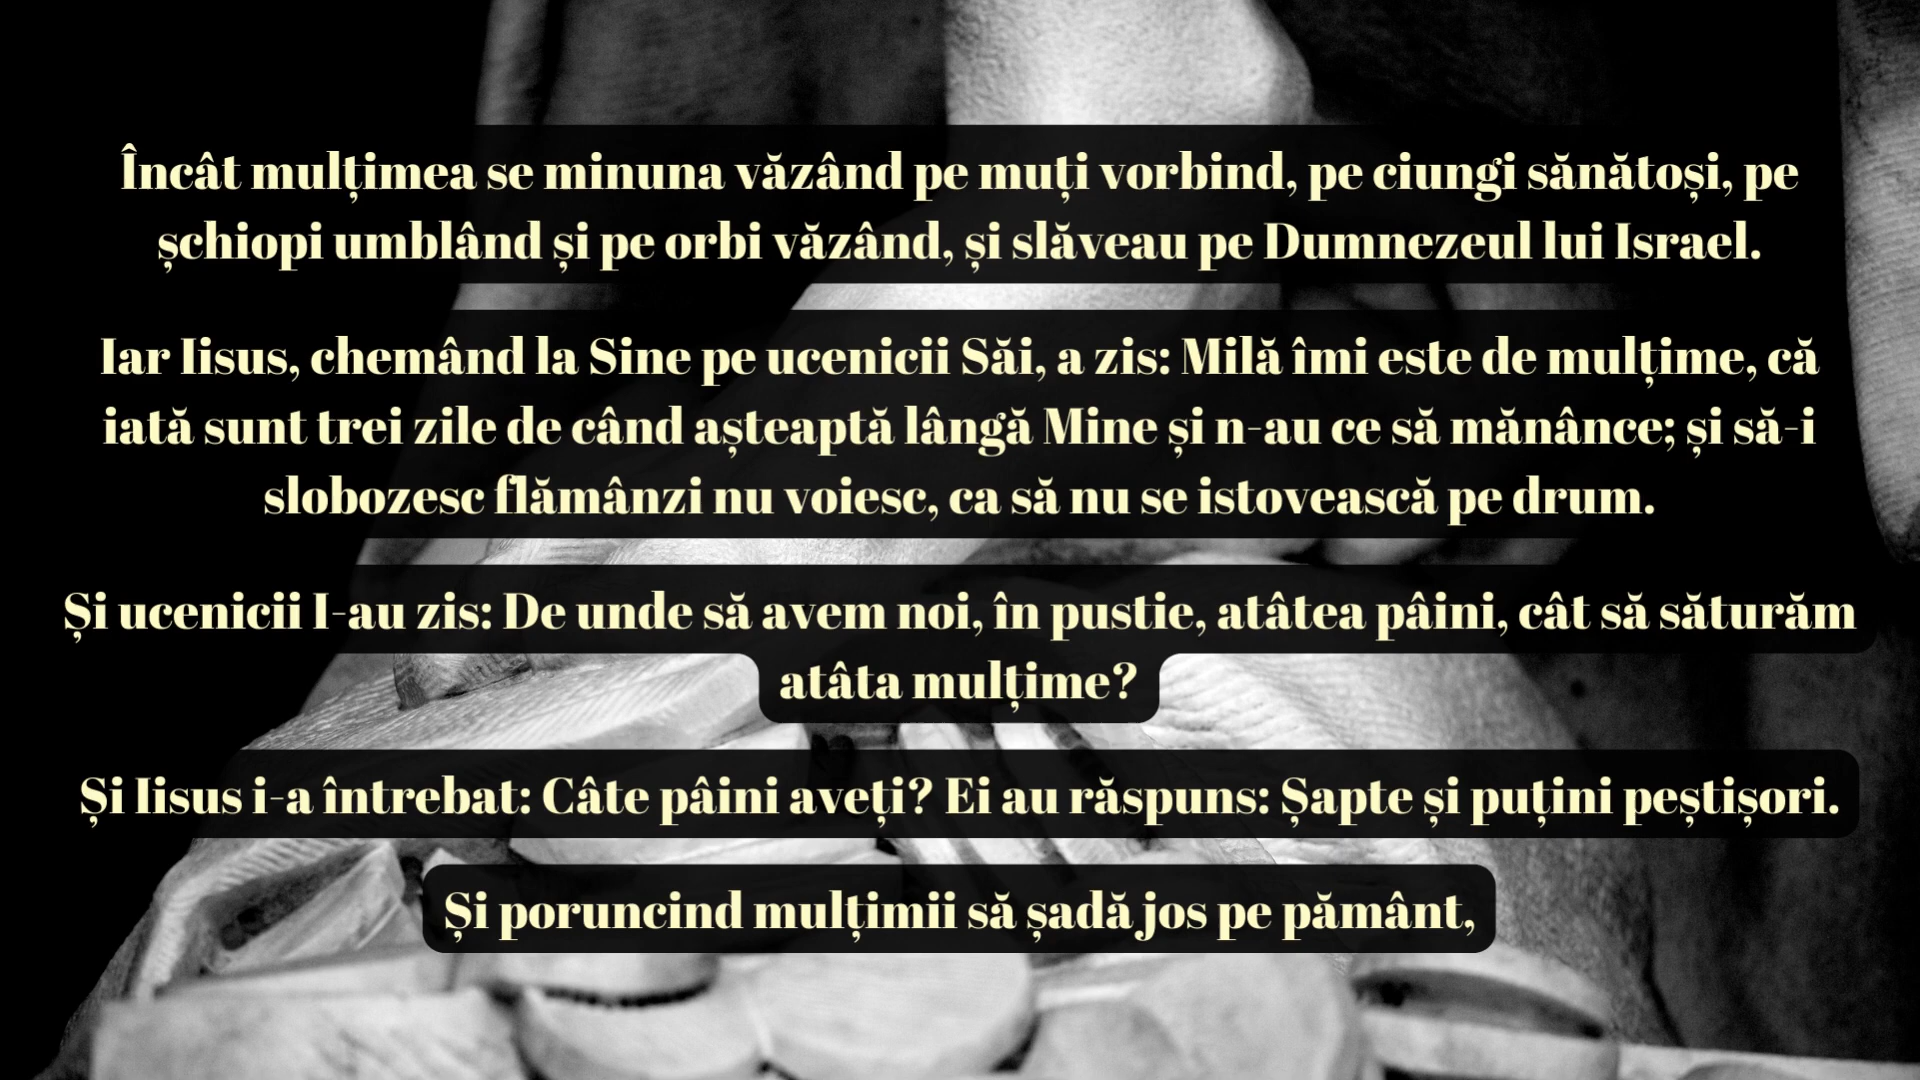 Încât mulțimea se minuna văzând pe muți vorbind, pe ciungi sănătoși, pe
șchiopi umblând și pe orbi văzând, și slăveau pe Dumnezeul lui Israel.
Iar Iisus, chemând la Sine pe ucenicii Săi, a zis: Milă îmi este de mulțime, că
iată sunt trei zile de când așteaptă lângă Mine și n-au ce să mănânce; și să-i
slobozesc flămânzi nu voiesc, ca să nu se istovească pe drum.
Și ucenicii I-au zis: De unde să avem noi, în pustie, atâtea pâini, cât să săturăm
atâta mulțime?
Și Iisus i-a întrebat: Câte pâini aveți? Ei au răspuns: Șapte și puțini peștișori.
Și poruncind mulțimii să șadă jos pe pământ,